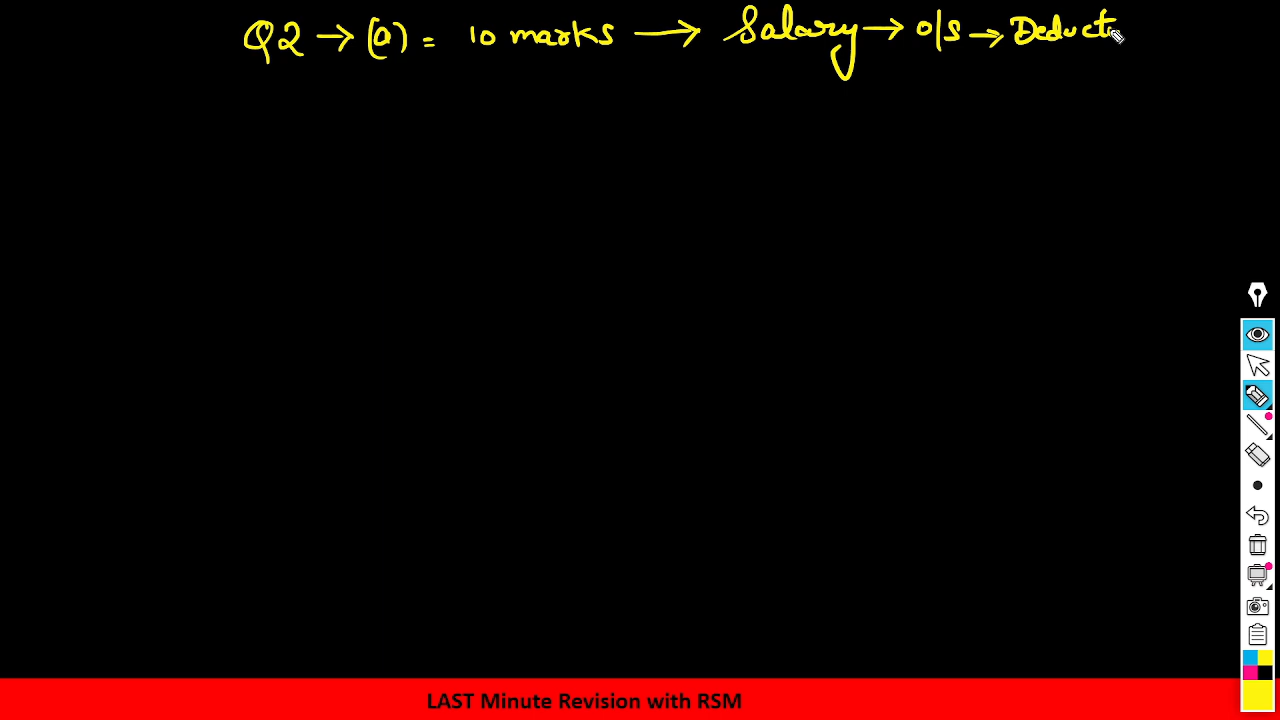 Q2 → (a) = 10 marks → Salary → O/S → Deduct
LAST Minute Revision with RSM